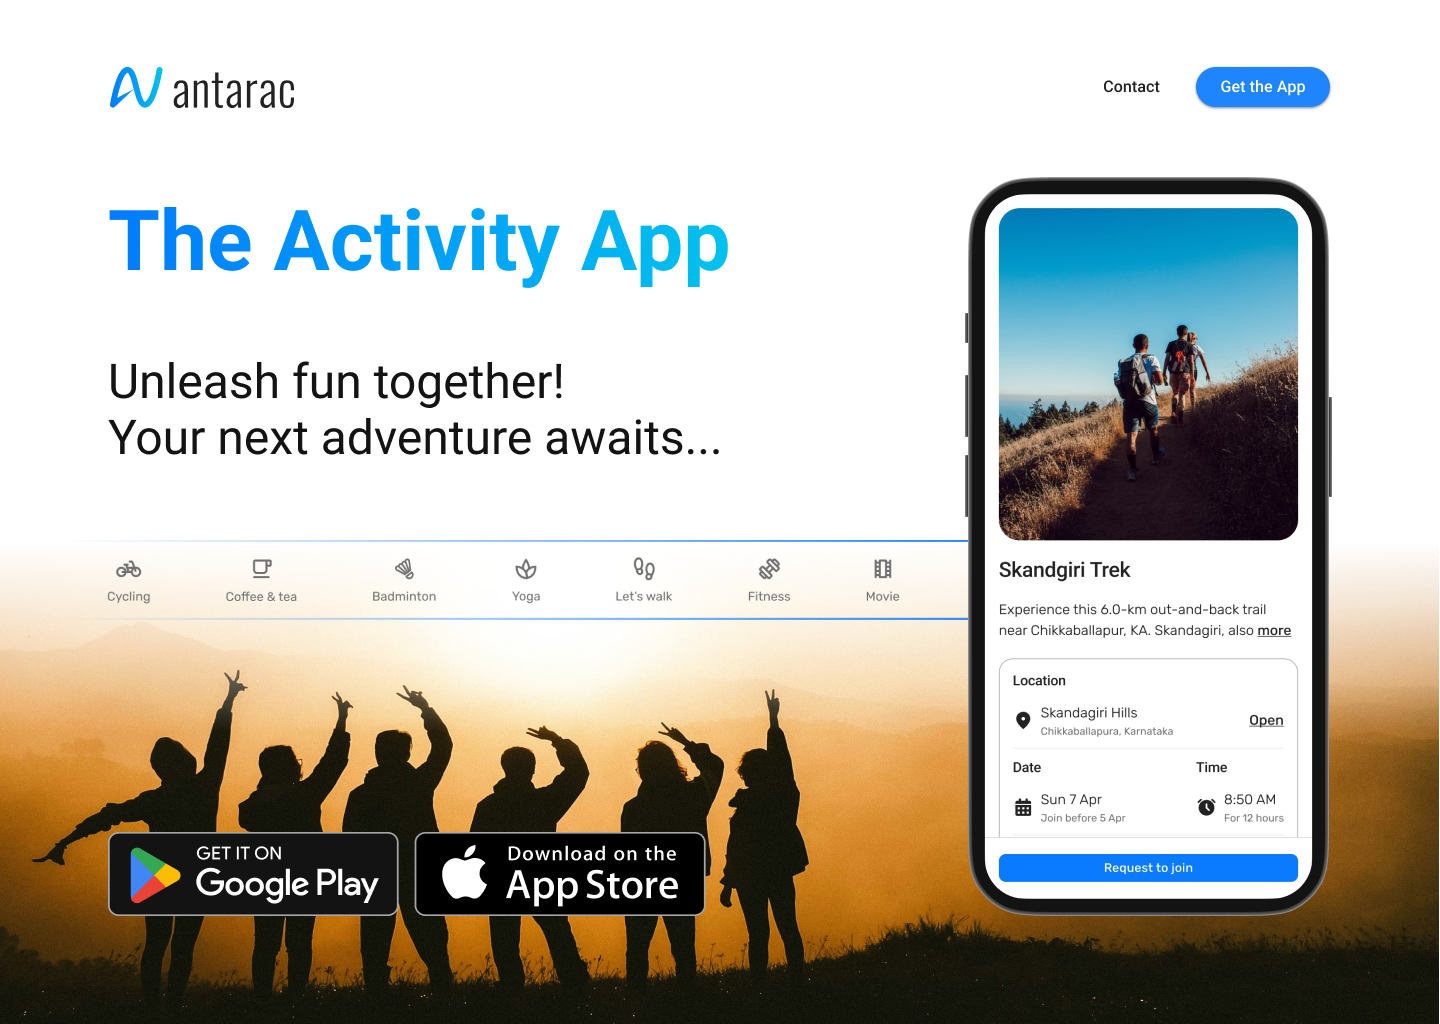 antarac
Contact
Get the App
The Activity App
Unleash fun together!
Your next adventure awaits...
Cycling
Coffee & tea
Badminton
Yoga
Let's walk
Fitness
Movie
GET IT ON
Google Play
Download on the
App Store
Skandgiri Trek
Experience this 6.0-km out-and-back trail
near Chikkaballapur, KA. Skandagiri, also more
Location
Skandagiri Hills
Chikkaballapura, Karnataka
Open
Date
Time
Sun 7 Apr
8:50 AM
Join before 5 Apr
For 12 hours
Request to join